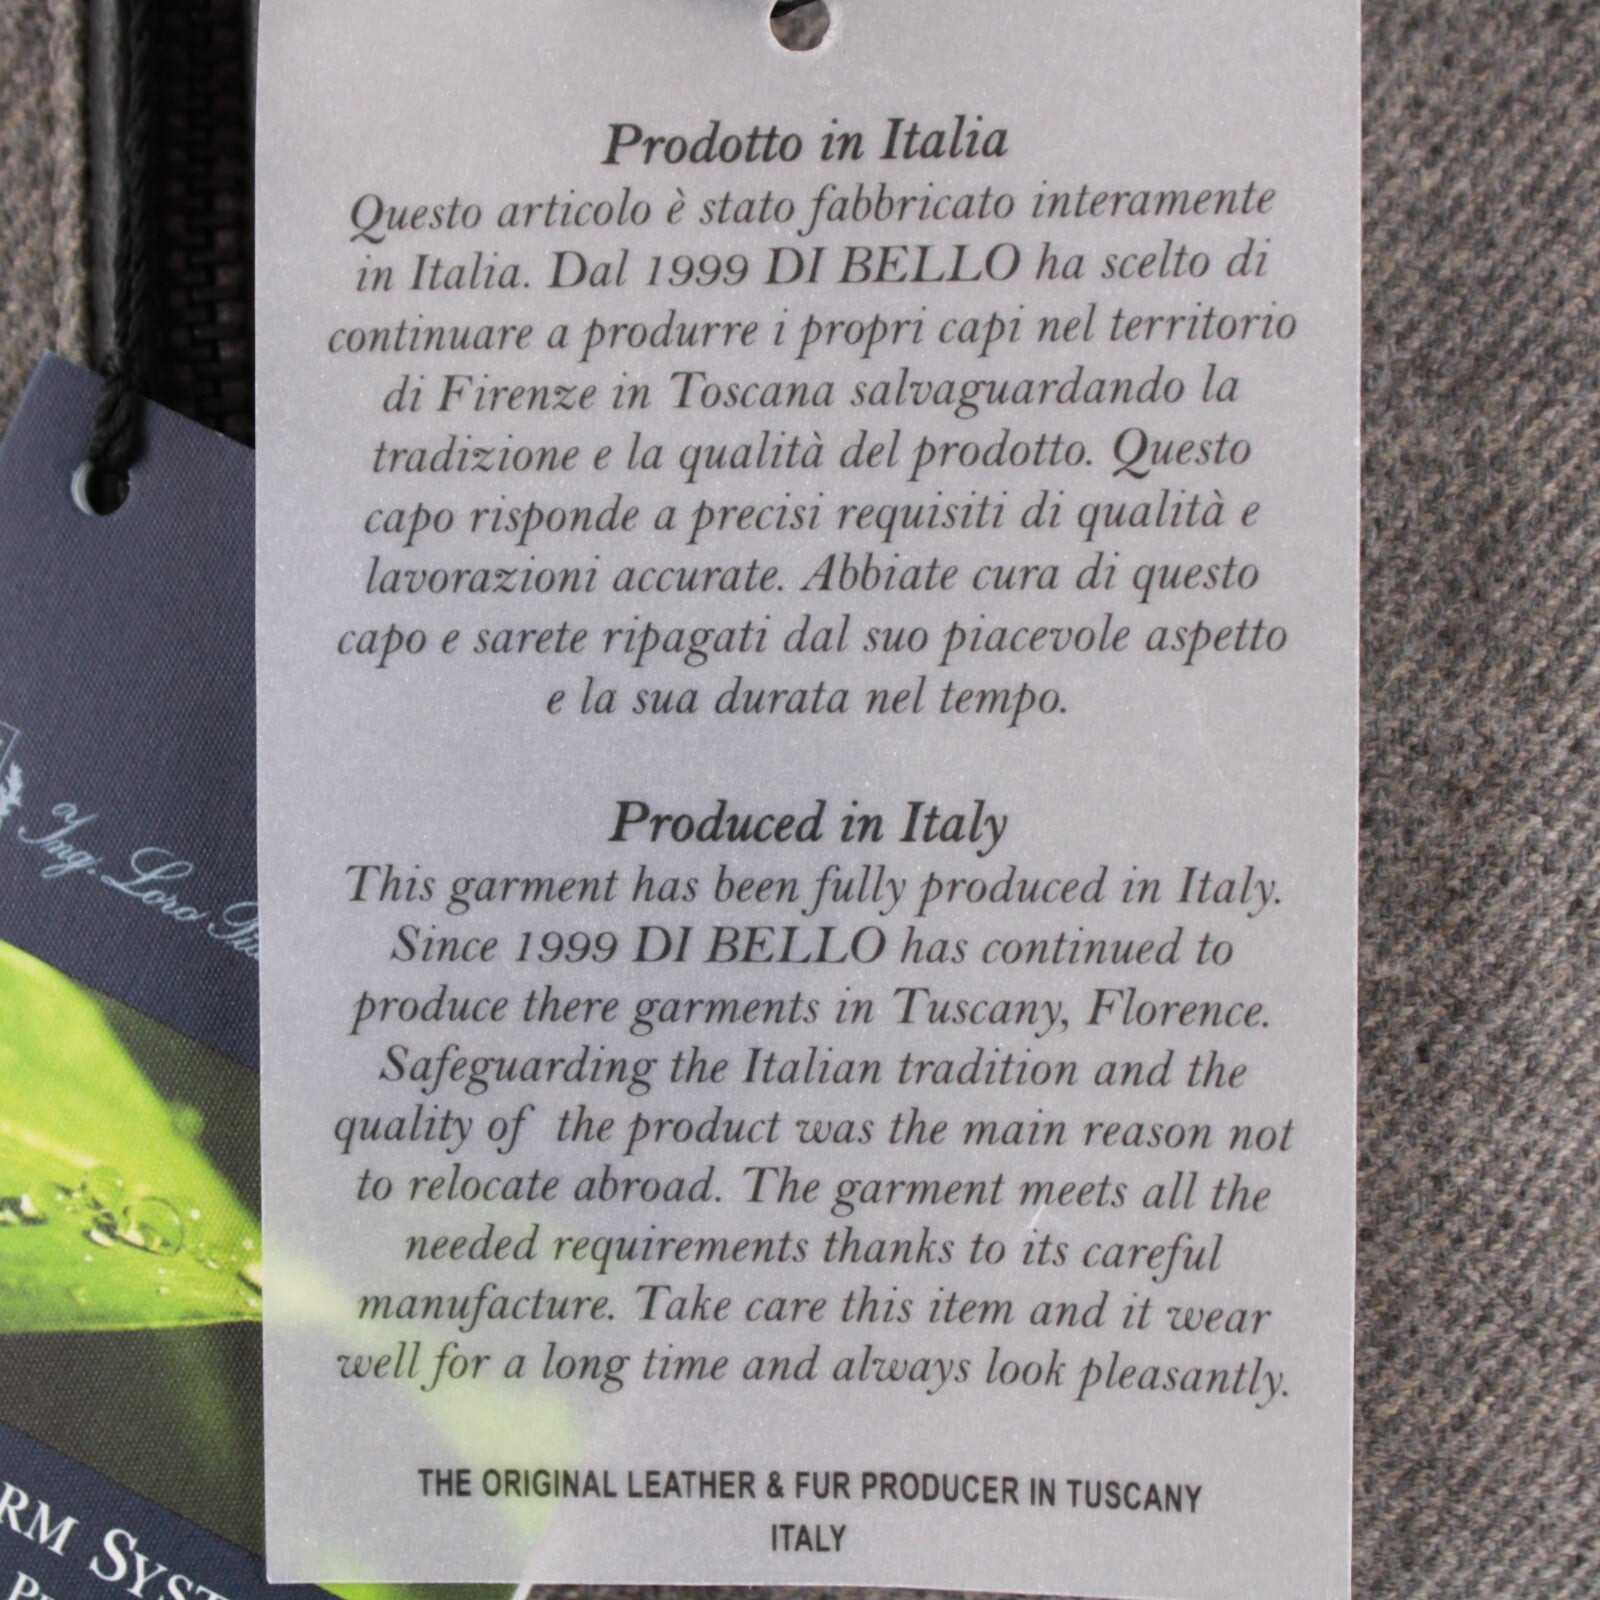 Prodotto in Italia
Questo articolo è stato fabbricato interamente
in Italia. Dal 1999 DI BELLO ha scelto di
continuare a produrre i propri capi nel territorio
di Firenze in Toscana salvaguardando la
tradizione e la qualità del prodotto. Questo
capo risponde a precisi requisiti di qualità e
lavorazioni accurate. Abbiate cura di questo
capo e sarete ripagati dal suo piacevole aspetto
e la sua durata nel tempo.
Produced in Italy
This garment has been fully produced in Italy.
Since 1999 DI BELLO has continued to
produce there garments in Tuscany, Florence.
Safeguarding the Italian tradition and the
quality of the product was the main reason not
to relocate abroad. The garment meets all the
needed requirements thanks to its careful
manufacture. Take care this item and it wear
well for a long time and always look pleasantly.
THE ORIGINAL LEATHER & FUR PRODUCER IN TUSCANY
ITALY
Ing. Loro